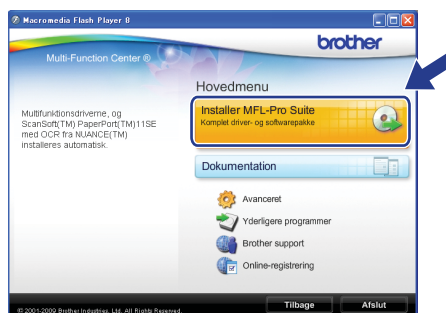 Macromedia Flash Player 8
brother
Multi-Function Center ®
Hovedmenu
Installer MFL-Pro Suite
Komplet driver- og softwarepakke
Multifunktionsdriverne, og
ScanSoft(TM) PaperPort(TM)11SE
med OCR fra NUANCE(TM)
installeres automatisk.
Dokumentation
Avanceret
Yderligere programmer
Brother support
Online-registrering
Tilbage
Afslut
© 2001-2009 Brother Industries, Ltd. All Rights Reserved.